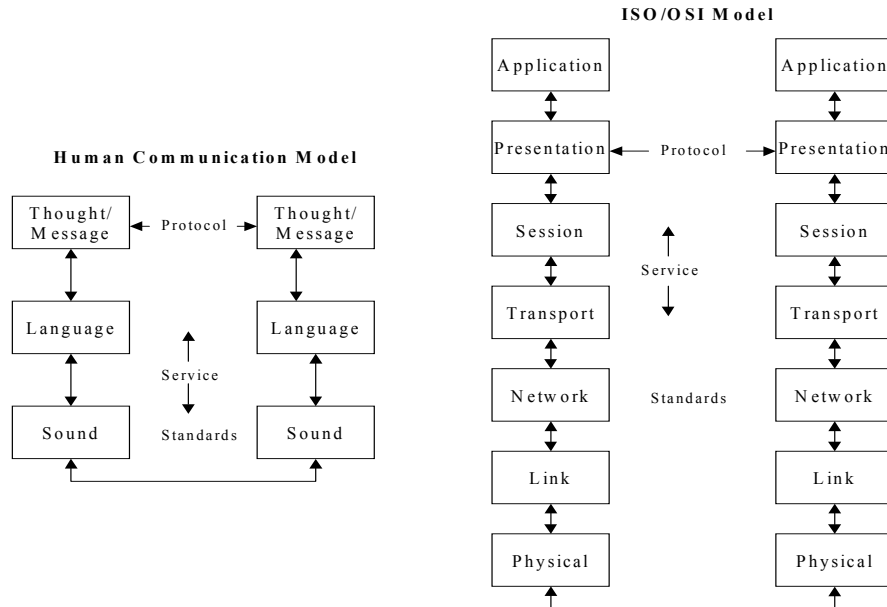 ISO/OSI Model
Application
Application
Presentation
Protocol
Presentation
Human Communication Model
Thought/
Message
Protocol
Thought/
Message
Session
Service
Session
Language
Language
Transport
Transport
Service
Network
Standards
Network
Sound
Standards
Sound
Link
Link
Physical
Physical